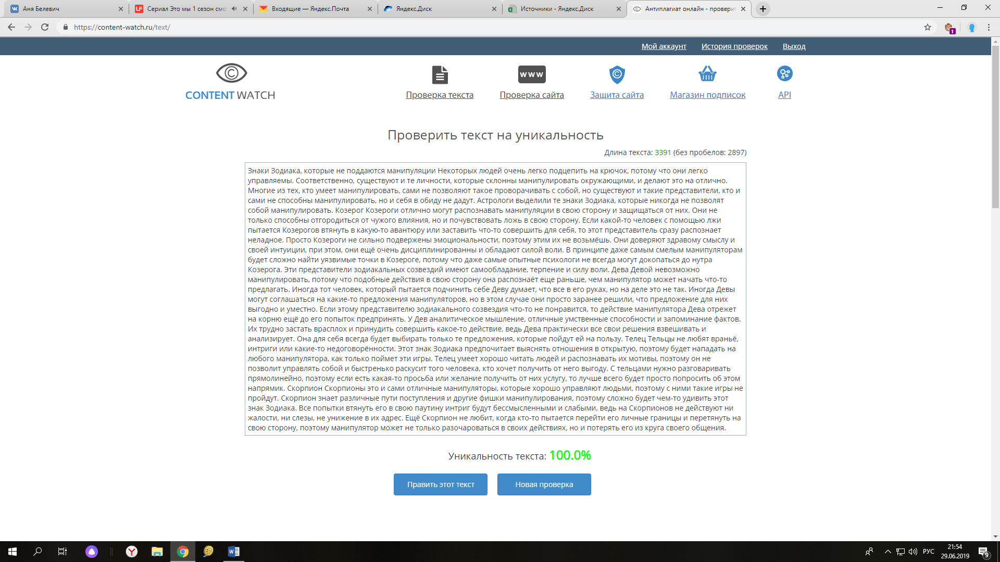 Аня Белевич
Сериал Это мы 1 сезон смо
Входящие — Яндекс.Почта
Яндекс.Диск
Источники - Яндекс.Диск
Антиплагиат онлайн - провери
https://content-watch.ru/text/
1
Мой аккаунт История проверок Выход
CONTENT WATCH
www
Проверка текста Проверка сайта Защита сайта Магазин подписок API
Проверить текст на уникальность
Длина текста: 3391 (без пробелов: 2897)
Знаки Зодиака, которые не поддаются манипуляции Некоторых людей очень легко подцепить на крючок, потому что они легко
управляемы. Соответственно, существуют и те личности, которые склонны манипулировать окружающими, и делают это на отлично.
Многие из тех, кто умеет манипулировать, сами не позволяют такое проворачивать с собой, но существуют и такие представители, кто и
сами не способны манипулировать, но и себя в обиду не дадут. Астрологи выделили те знаки Зодиака, которые никогда не позволят
собой манипулировать. Козерог Козероги отлично могут распознавать манипуляции в свою сторону и защищаться от них. Они не
только способны отгородиться от чужого влияния, но и почувствовать ложь в свою сторону. Если какой-то человек с помощью лжи
пытается Козерогов втянуть в какую-то авантюру или заставить что-то совершить для себя, то этот представитель сразу распознает
неладное. Просто Козероги не сильно подвержены эмоциональности, поэтому этим их не возьмёшь. Они доверяют здравому смыслу и
своей интуиции, при этом, они ещё очень дисциплинированны и обладают силой воли. В принципе даже самым смелым манипуляторам
будет сложно найти уязвимые точки в Козероге, потому что даже самые опытные психологи не всегда могут докопаться до нутра
Козерога. Эти представители зодиакальных созвездий имеют самообладание, терпение и силу воли. Дева Девой невозможно
манипулировать, потому что подобные действия в свою сторону она распознаёт еще раньше, чем манипулятор может начать что-то
предлагать. Иногда тот человек, который пытается подчинить себе Деву думает, что все в его руках, но на деле это не так. Иногда Девы
могут соглашаться на какие-то предложения манипуляторов, но в этом случае они просто заранее решили, что предложение для них
выгодно и уместно. Если этому представителю зодиакального созвездия что-то не понравится, то действие манипулятора Дева отрежет
на корню ещё до его попыток предпринять. У Дев аналитическое мышление, отличные умственные способности и запоминание фактов.
Их трудно застать врасплох и принудить совершить какое-то действие, ведь Дева практически все свои решения взвешивать и
анализирует. Она для себя всегда будет выбирать только те предложения, которые пойдут ей на пользу. Телец Тельцы не любят враньё,
интриги или какие-то недоговорённости. Этот знак Зодиака предпочитает выяснять отношения в открытую, поэтому будет нападать на
любого манипулятора, как только поймет эти игры. Телец умеет хорошо читать людей и распознавать их мотивы, поэтому он не
позволит управлять собой и быстренько раскусит того человека, кто хочет получить от него выгоду. С тельцами нужно разговаривать
прямолинейно, поэтому если есть какая-то просьба или желание получить от них услугу, то лучше всего будет просто попросить об этом
напрямик. Скорпион Скорпионы это и сами отличные манипуляторы, которые хорошо управляют людьми, поэтому с ними такие игры не
пройдут. Скорпион знает различные пути поступления и другие фишки манипулирования, поэтому сложно будет чем-то удивить этот
знак Зодиака. Все попытки втянуть его в свою паутину интриг будут бессмысленными и слабыми, ведь на Скорпионов не действуют ни
жалости, ни слезы, не унижение в их адрес. Ещё Скорпион не любит, когда кто-то пытается перейти его личные границы и перетянуть на
свою сторону, поэтому манипулятор может не только разочароваться в своих действиях, но и потерять его из круга своего общения.
Уникальность текста: 100.0%
Править этот текст Новая проверка
РУС
21:54
29.06.2019
9